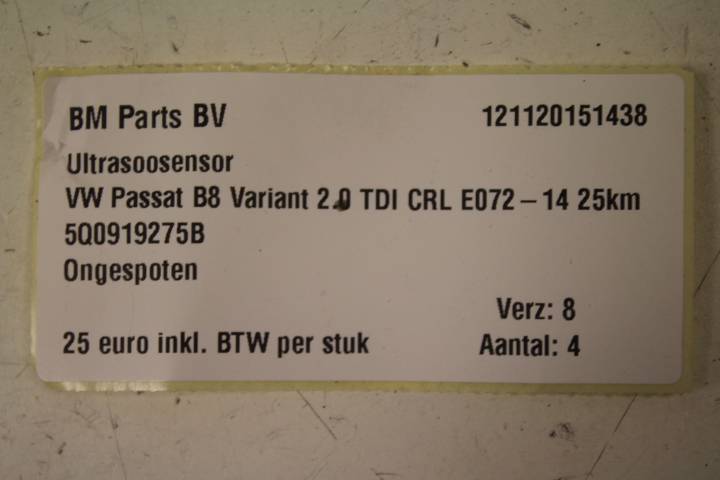 BM Parts BV 121120151438
Ultrasoosensor
VW Passat B8 Variant 2.0 TDI CRL E072 – 14 25km
5Q0919275B
Ongespoten
Verz: 8
25 euro inkl. BTW per stuk Aantal: 4